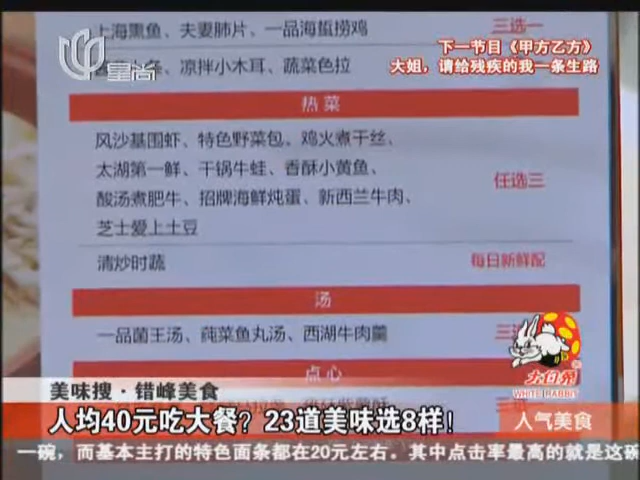 上海熏鱼、夫妻肺片、一品海蜇捞鸡
三选一
星尚
下一节目《甲方乙方》
大姐，请给残疾的我一条生路
凉拌小木耳、蔬菜色拉
热菜
风沙基围虾、特色野菜包、鸡火煮干丝、
太湖第一鲜、干锅牛蛙、香酥小黄鱼、
酸汤煮肥牛、招牌海鲜炖蛋、新西兰牛肉、
芝士爱上土豆
任选三
清炒时蔬
每日新鲜配
汤
一品菌王汤、莼菜鱼丸汤、西湖牛肉羹
点心
大白兔
WHITE RABBIT
美味搜·错峰美食
人均40元吃大餐？23道美味选8样！
人气美食
一碗，而基本主打的特色面条都在20元左右。其中点击率最高的就是这碗